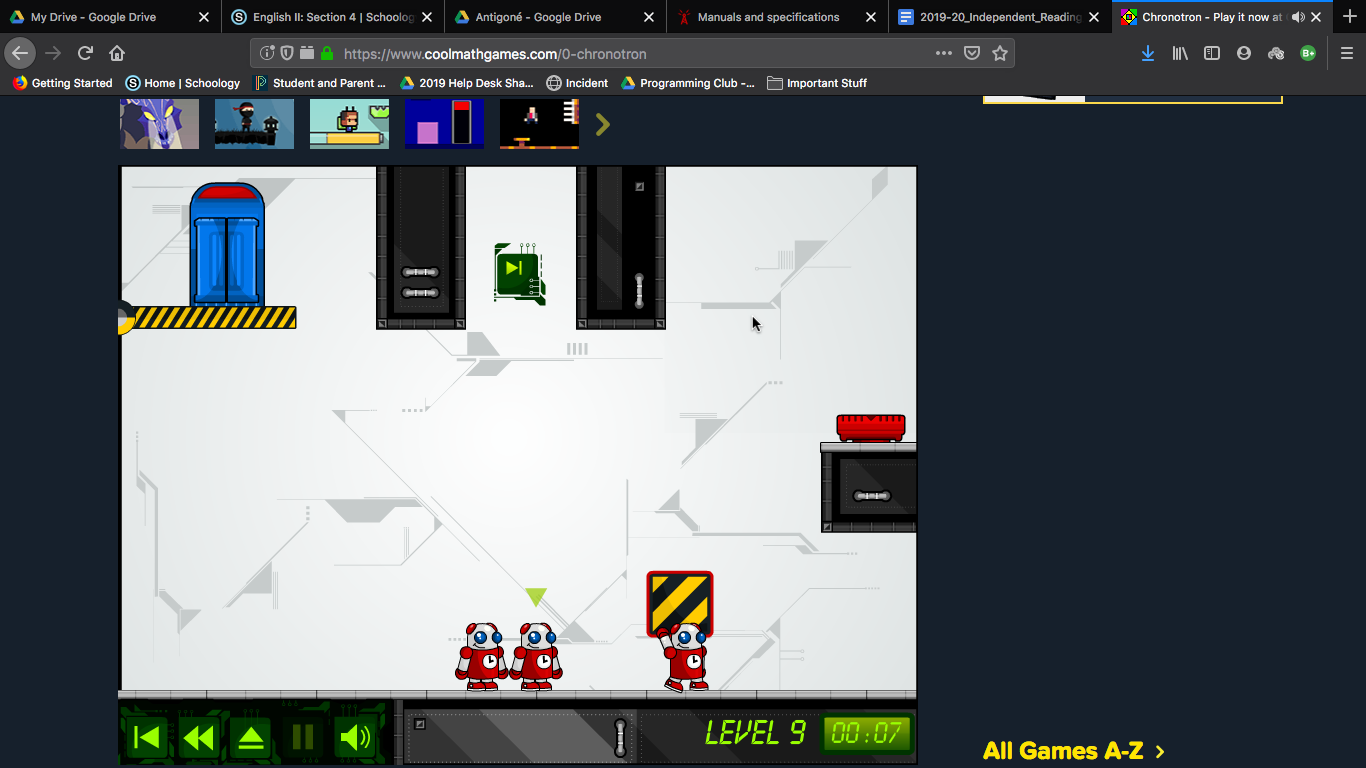 My Drive - Google Drive
English II: Section 4 | Schoolog
Antigoné - Google Drive
Manuals and specifications
2019-20_Independent_Reading
Chronotron - Play it now at
https://www.coolmathgames.com/0-chronotron
B+
Getting Started
Home | Schoology
Student and Parent ...
2019 Help Desk Sha...
Incident
Programming Club -...
Important Stuff
LEVEL 9 00:07
All Games A-Z